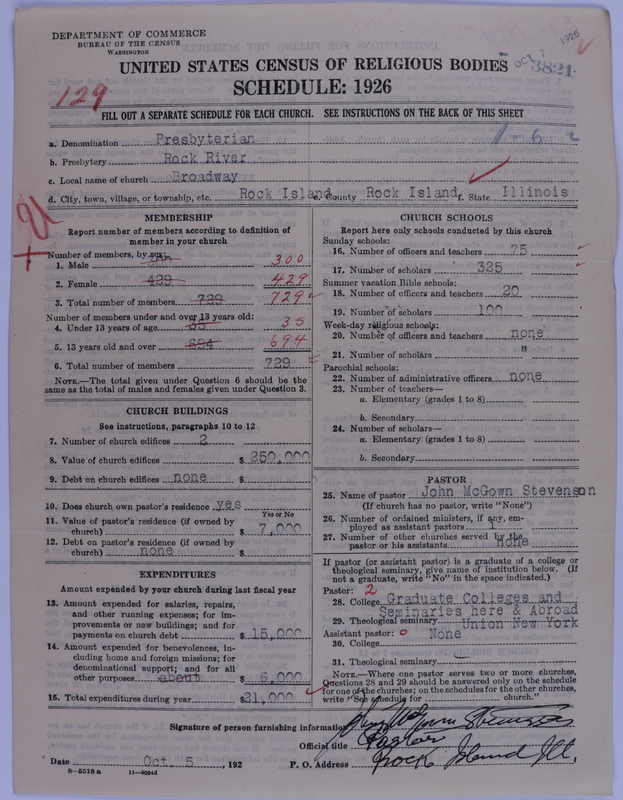 DEPARTMENT OF COMMERCE
BUREAU OF THE CENSUS
WASHINGTON
OCT 7 1926
3821
UNITED STATES CENSUS OF RELIGIOUS BODIES
SCHEDULE: 1926
129
FILL OUT A SEPARATE SCHEDULE FOR EACH CHURCH. SEE INSTRUCTIONS ON THE BACK OF THIS SHEET
1-6
a. Denomination Presbyterian
b. Presbytery Rock River
c. Local name of church Broadway
d. City, town, village, or township, etc. Rock Island e. County Rock Island f. State Illinois
MEMBERSHIP
Report number of members according to definition of
member in your church
Number of members, by sex:
1. Male 300 300
2. Female 429 429
3. Total number of members 729 729
Number of members under and over 13 years old:
4. Under 13 years of age 35 35
5. 13 years old and over 694 694
6. Total number of members 729
NOTE.—The total given under Question 6 should be the
same as the total of males and females given under Question 3.
CHURCH BUILDINGS
See instructions, paragraphs 10 to 12
7. Number of church edifices 2
8. Value of church edifices $ 250,000
9. Debt on church edifices none $
10. Does church own pastor's residence yes
Yes or No
11. Value of pastor's residence (if owned by
church) $ 7,000
12. Debt on pastor's residence (if owned by
church) none $
EXPENDITURES
Amount expended by your church during last fiscal year
13. Amount expended for salaries, repairs,
and other running expenses; for im-
provements or new buildings; and for
payments on church debt $ 15,000
14. Amount expended for benevolences, in-
cluding home and foreign missions; for
denominational support; and for all
other purposes about $ 6,000
15. Total expenditures during year $ 21,000
CHURCH SCHOOLS
Report here only schools conducted by this church
Sunday schools:
16. Number of officers and teachers 75
17. Number of scholars 325
Summer vacation Bible schools:
18. Number of officers and teachers 20
19. Number of scholars 100
Week-day religious schools:
20. Number of officers and teachers none
21. Number of scholars "
Parochial schools:
22. Number of administrative officers none
23. Number of teachers—
a. Elementary (grades 1 to 8)
b. Secondary
24. Number of scholars—
a. Elementary (grades 1 to 8)
b. Secondary
PASTOR
25. Name of pastor John McGown Stevenson
(If church has no pastor, write "None")
26. Number of ordained ministers, if any, em-
ployed as assistant pastors 1
27. Number of other churches served by the
pastor or his assistants none
If pastor (or assistant pastor) is a graduate of a college or
theological seminary, give name of institution below. (If
not a graduate, write "No" in the space indicated.)
Pastor: 2
28. College Graduate Colleges and
Seminaries here & Abroad
29. Theological seminary Union New York
Assistant pastor: 0 None
30. College
31. Theological seminary
NOTE.—Where one pastor serves two or more churches,
Questions 28 and 29 should be answered only on the schedule
for one of the churches; on the schedules for the other churches,
write "See schedule for church."
Signature of person furnishing information John McGown Stevenson
Official title Pastor
Date Oct. 5, 192 P. O. Address Rock Island Ill.
8-5518a 11-9064d